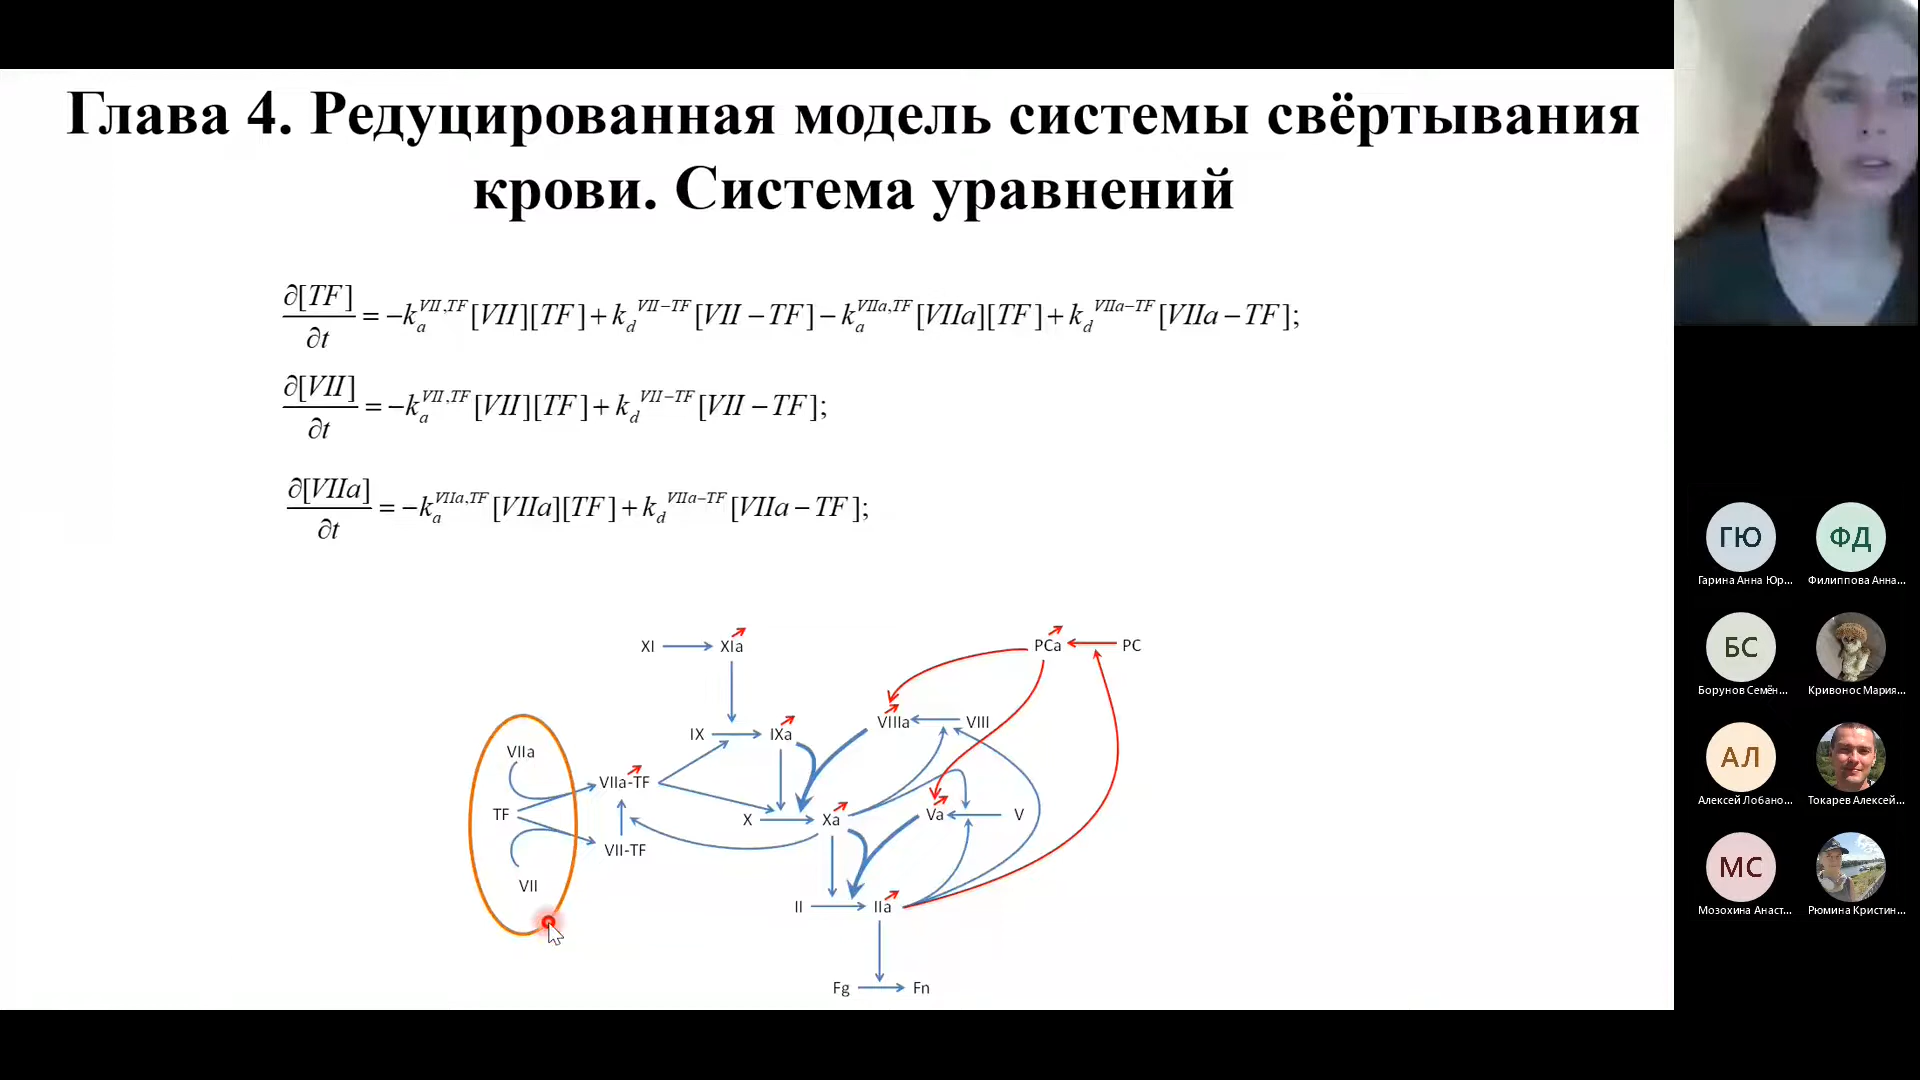 Глава 4. Редуцированная модель системы свёртывания
крови. Система уравнений
∂[TF]/∂t = −k_a^{VII,TF}[VII][TF] + k_d^{VII−TF}[VII − TF] − k_a^{VIIa,TF}[VIIa][TF] + k_d^{VIIa−TF}[VIIa − TF];
∂[VII]/∂t = −k_a^{VII,TF}[VII][TF] + k_d^{VII−TF}[VII − TF];
∂[VIIa]/∂t = −k_a^{VIIa,TF}[VIIa][TF] + k_d^{VIIa−TF}[VIIa − TF];
XI XIa PCa PC
VIIIa VIII
IX IXa
VIIa
VIIa-TF
TF X Xa Va V
VII-TF
VII
II IIa
Fg Fn
ГЮ ФД
Гарина Анна Юр... Филиппова Анна...
БС
Борунов Семён... Кривонос Мария...
АЛ
Алексей Лобано... Токарев Алексей...
МС
Мозохина Анаст... Рюмина Кристин...